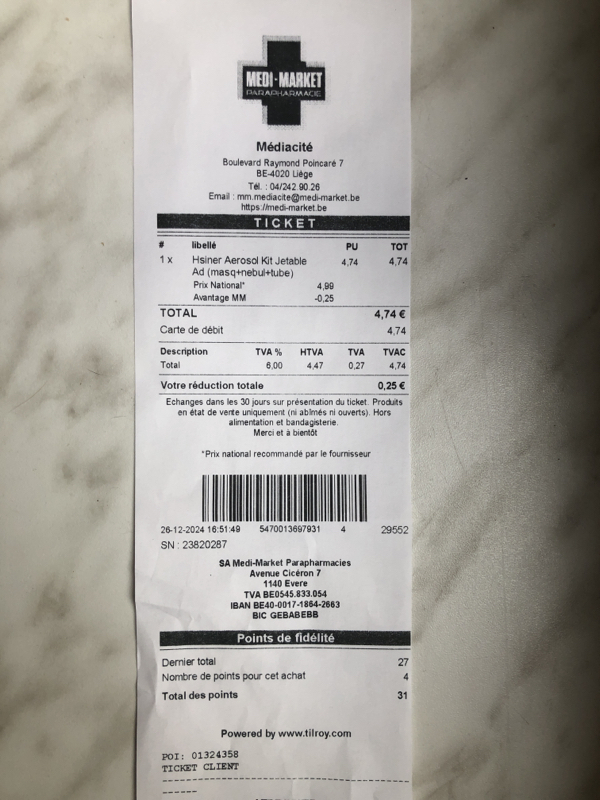 MEDI-MARKET
PARAPHARMACIE
Médiacité
Boulevard Raymond Poincaré 7
BE-4020 Liège
Tél. : 04/242.90.26
Email : mm.mediacite@medi-market.be
https://medi-market.be
TICKET
# libellé PU TOT
1 x Hsiner Aerosol Kit Jetable 4,74 4,74
Ad (masq+nebul+tube)
Prix National* 4,99
Avantage MM -0,25
TOTAL 4,74 €
Carte de débit 4,74
Description TVA % HTVA TVA TVAC
Total 6,00 4,47 0,27 4,74
Votre réduction totale 0,25 €
Echanges dans les 30 jours sur présentation du ticket. Produits
en état de vente uniquement (ni abîmés ni ouverts). Hors
alimentation et bandagisterie.
Merci et à bientôt
*Prix national recommandé par le fournisseur
26-12-2024 16:51:49 5470013697931 4 29552
SN : 23820287
SA Medi-Market Parapharmacies
Avenue Cicéron 7
1140 Evere
TVA BE0545.833.054
IBAN BE40-0017-1864-2663
BIC GEBABEBB
Points de fidélité
Dernier total 27
Nombre de points pour cet achat 4
Total des points 31
Powered by www.tilroy.com
POI: 01324358
TICKET CLIENT